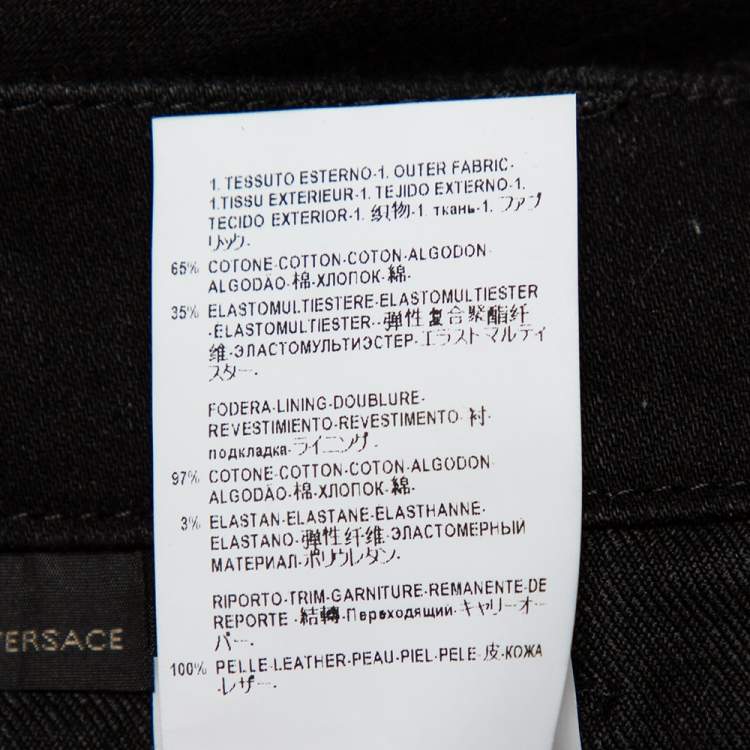 1. TESSUTO ESTERNO-1. OUTER FABRIC-
1.TISSU EXTERIEUR-1. TEJIDO EXTERNO-1.
TECIDO EXTERIOR-1. 织物-1. ткань-1. ファブ
リック.
65% COTONE-COTTON-COTON-ALGODON-
ALGODÃO-棉-ХЛОПОК-綿.
35% ELASTOMULTIESTERE-ELASTOMULTIESTER
-ELASTOMULTIESTER--弹性复合聚酯纤
维-ЭЛАСТОМУЛЬТИЭСТЕР-エラストマルティ
スター.
FODERA-LINING-DOUBLURE-
REVESTIMIENTO-REVESTIMENTO-衬-
подкладка-ライニング.
97% COTONE-COTTON-COTON-ALGODON-
ALGODÃO-棉-ХЛОПОК-綿.
3% ELASTAN-ELASTANE-ELASTHANNE-
ELASTANO-弹性纤维-ЭЛАСТОМЕРНЫЙ
МАТЕРИАЛ-ポリウレタン.
RIPORTO-TRIM-GARNITURE-REMANENTE-DE
REPORTE -結轉-Переходящий-キャリーオー
バー.
100% PELLE-LEATHER-PEAU-PIEL-PELE-皮-КОЖА
-レザー.
VERSACE